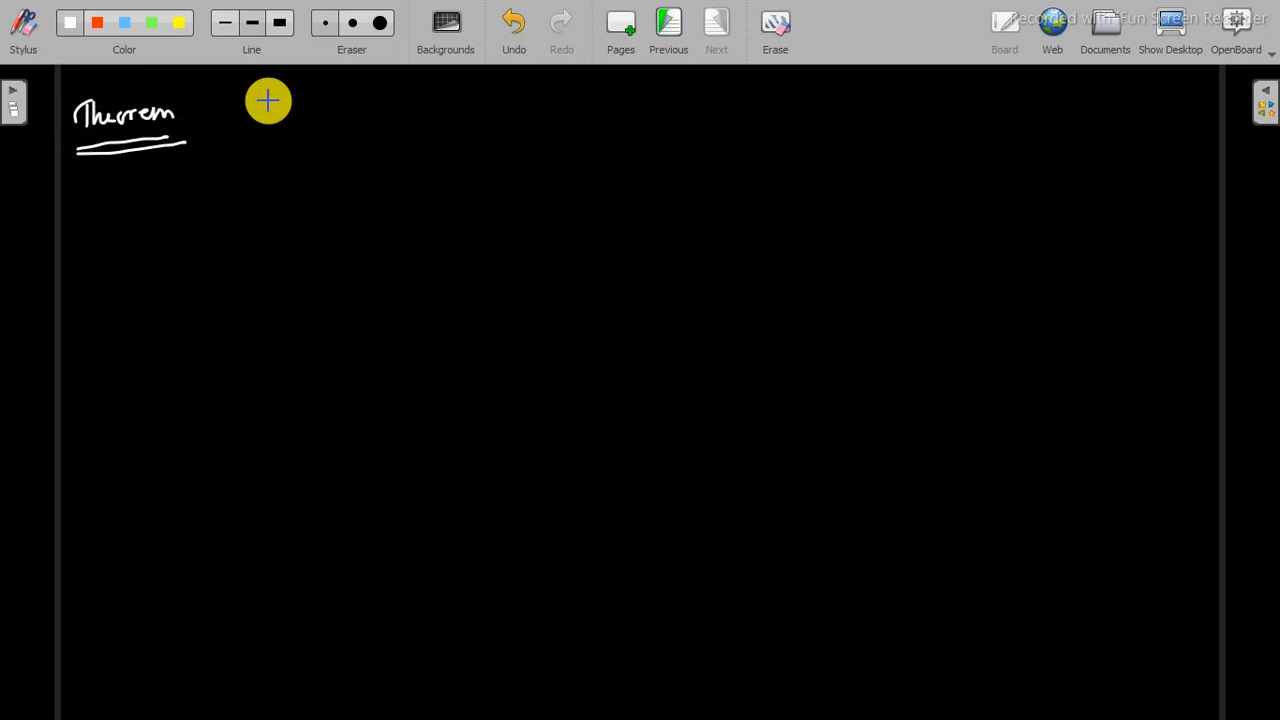 Recorded with Fun Screen Recorder
Stylus
Color
Line
Eraser
Backgrounds
Undo
Redo
Pages
Previous
Next
Erase
Board
Web
Documents
Show Desktop
OpenBoard
Theorem